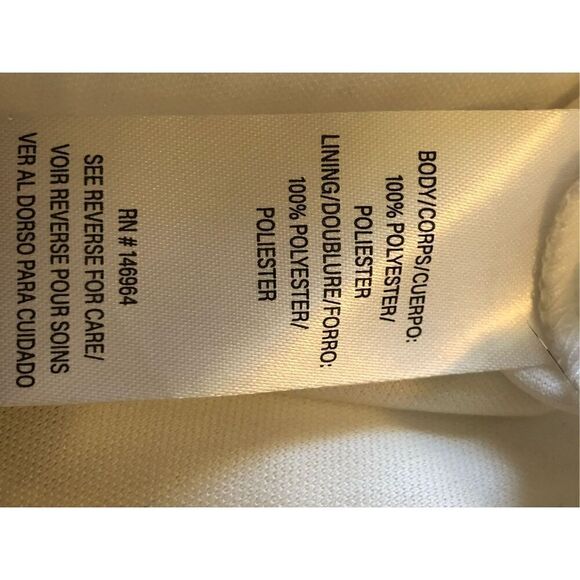 BODY/CORPS/CUERPO:
100% POLYESTER/
POLIESTER
LINING/DOUBLURE/FORRO:
100% POLYESTER/
POLIESTER
RN # 146964
SEE REVERSE FOR CARE/
VOIR REVERSE POUR SOINS
VER AL DORSO PARA CUIDADO